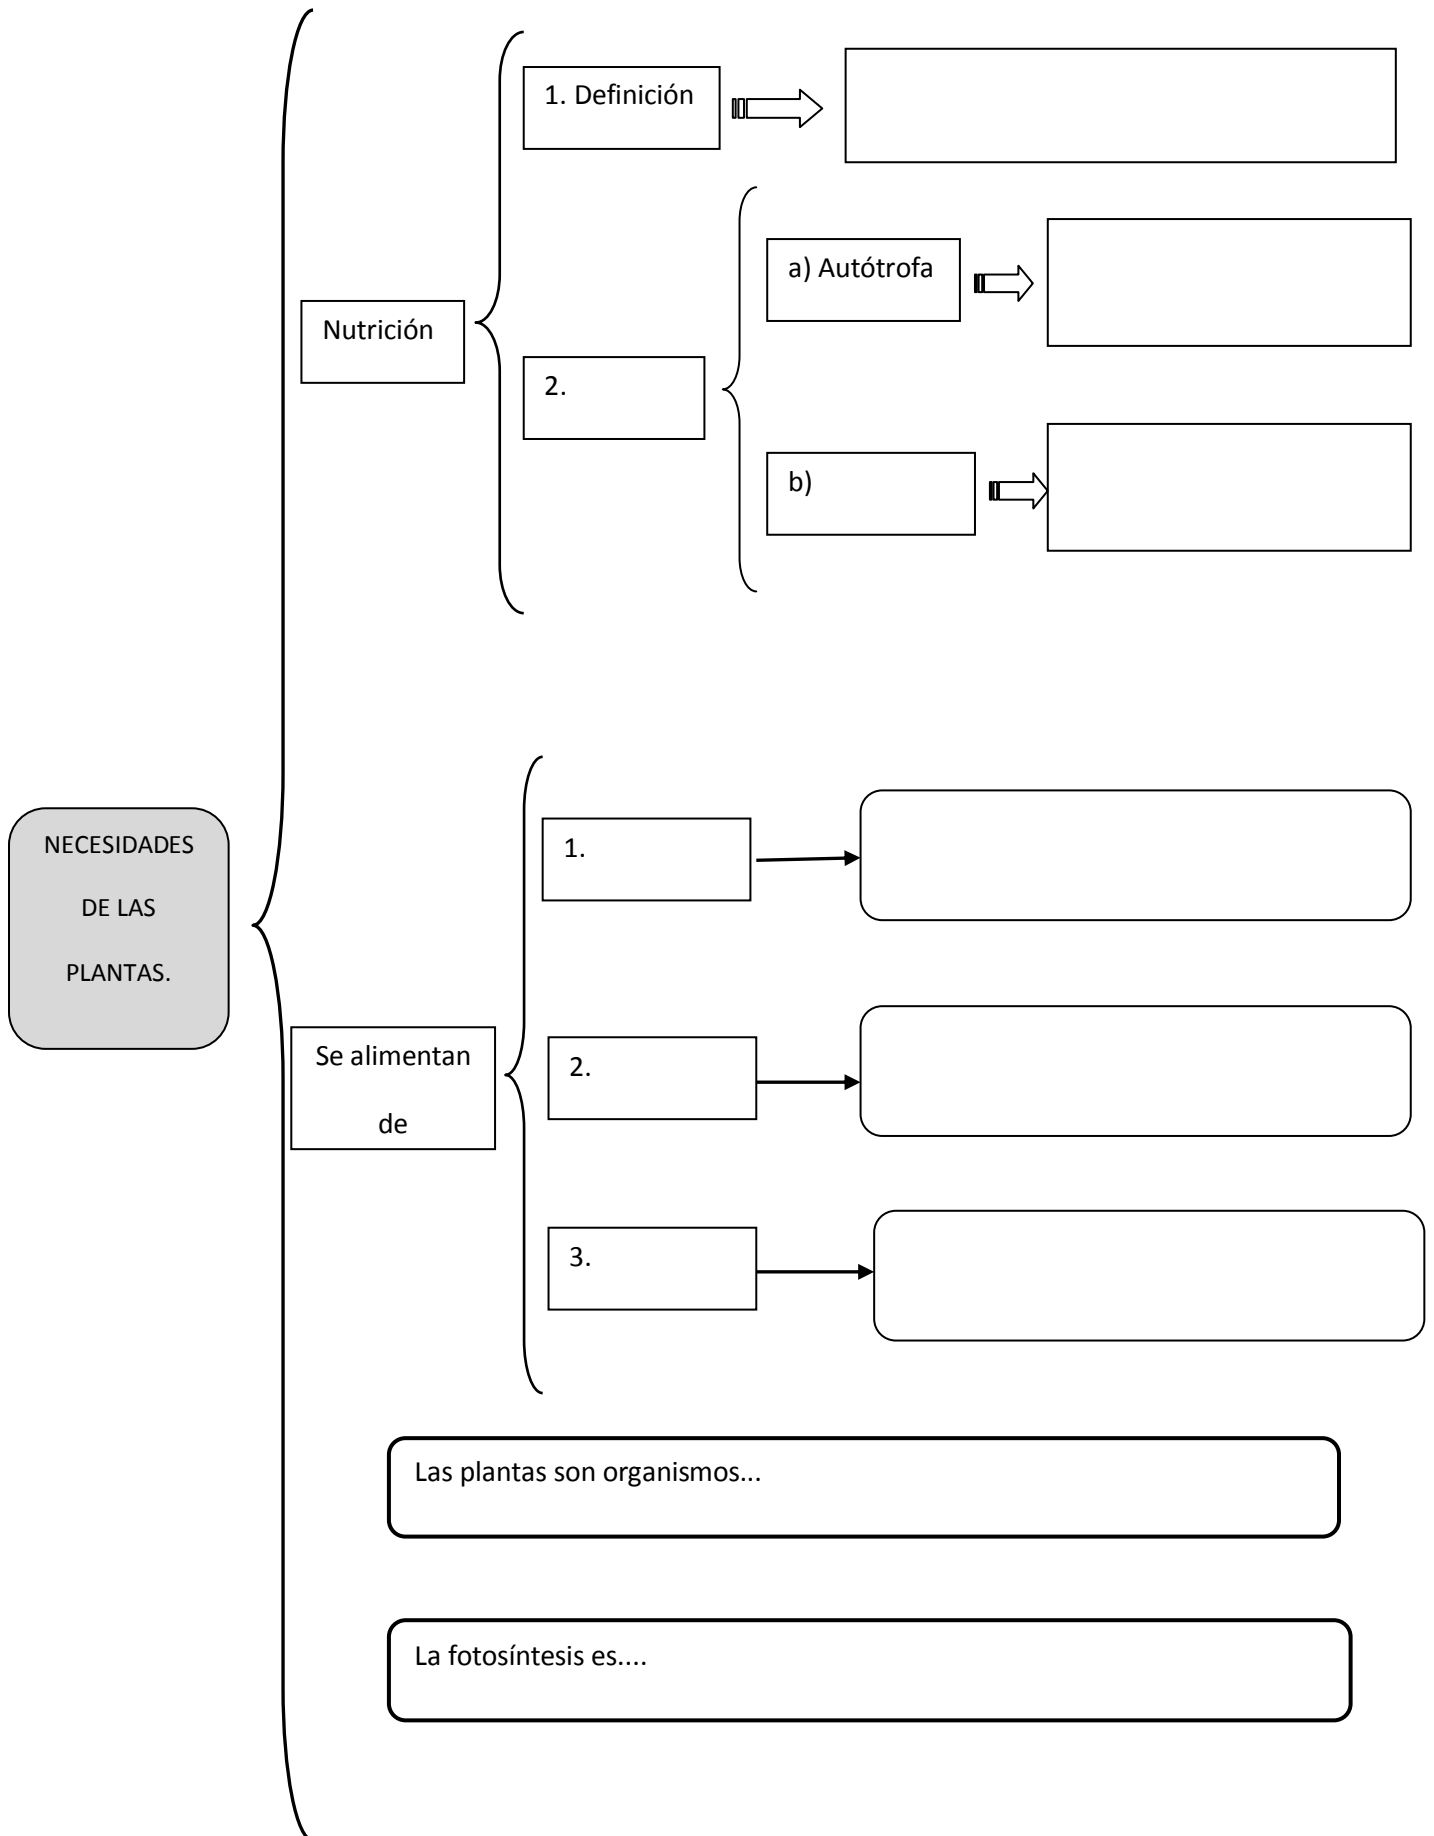 1. Definición
a) Autótrofa
Nutrición
2.
b)
NECESIDADES
DE LAS
PLANTAS.
1.
Se alimentan
de
2.
3.
Las plantas son organismos...
La fotosíntesis es....